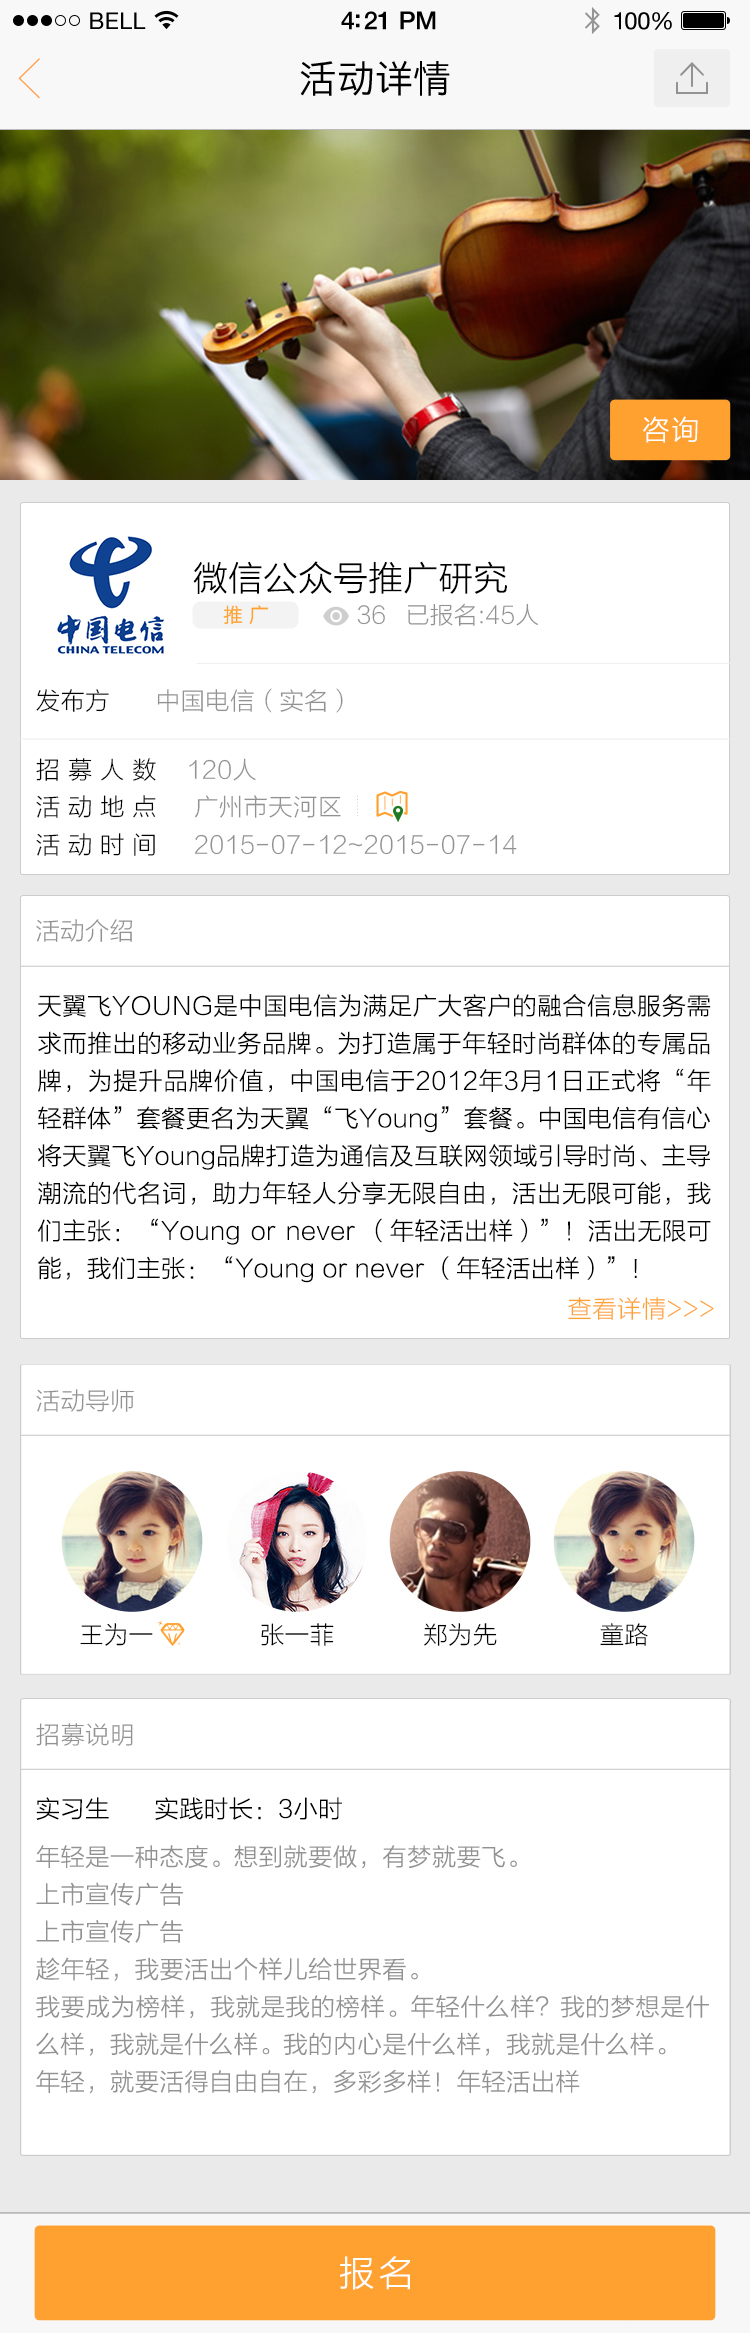 BELL 4:21 PM 100%
活动详情
咨询
中国电信
CHINA TELECOM
微信公众号推广研究
推广 36 已报名:45人
发布方 中国电信（实名）
招募人数 120人
活动地点 广州市天河区
活动时间 2015-07-12~2015-07-14
活动介绍
天翼飞YOUNG是中国电信为满足广大客户的融合信息服务需
求而推出的移动业务品牌。为打造属于年轻时尚群体的专属品
牌，为提升品牌价值，中国电信于2012年3月1日正式将“年
轻群体”套餐更名为天翼“飞Young”套餐。中国电信有信心
将天翼飞Young品牌打造为通信及互联网领域引导时尚、主导
潮流的代名词，助力年轻人分享无限自由，活出无限可能，我
们主张：“Young or never（年轻活出样）”！活出无限可
能，我们主张：“Young or never（年轻活出样）”！
查看详情>>>
活动导师
王为一 张一菲 郑为先 童路
招募说明
实习生 实践时长：3小时
年轻是一种态度。想到就要做，有梦就要飞。
上市宣传广告
上市宣传广告
趁年轻，我要活出个样儿给世界看。
我要成为榜样，我就是我的榜样。年轻什么样？我的梦想是什
么样，我就是什么样。我的内心是什么样，我就是什么样。
年轻，就要活得自由自在，多彩多样！年轻活出样
报名